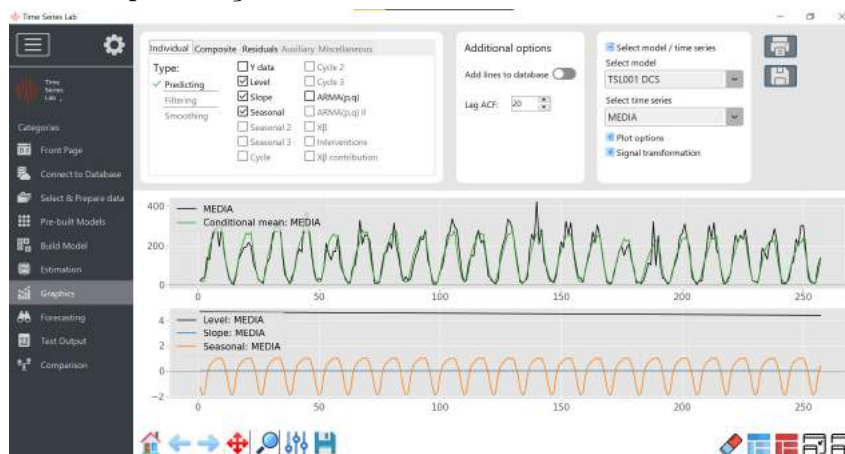 Time Series Lab
Individual Composite Residuals Auxiliary Miscellaneous
Type:
Predicting
Filtering
Smoothing
Y data
Level
Slope
Seasonal
Seasonal 2
Seasonal 3
Cycle
Cycle 2
Cycle 3
ARMA(p,q)
ARMA(p,q) II
Xβ
Interventions
Xβ contribution
Additional options
Add lines to database
Lag ACF: 20
Select model / time series
Select model
TSL001 DCS
Select time series
MEDIA
Plot options
Signal transformation
Time
Series
Lab
Categories:
Front Page
Connect to Database
Select & Prepare data
Pre-built Models
Build Model
Estimation
Graphics
Forecasting
Text Output
Comparison
400
200
0
MEDIA
Conditional mean: MEDIA
0 50 100 150 200 250
4
2
0
−2
Level: MEDIA
Slope: MEDIA
Seasonal: MEDIA
0 50 100 150 200 250